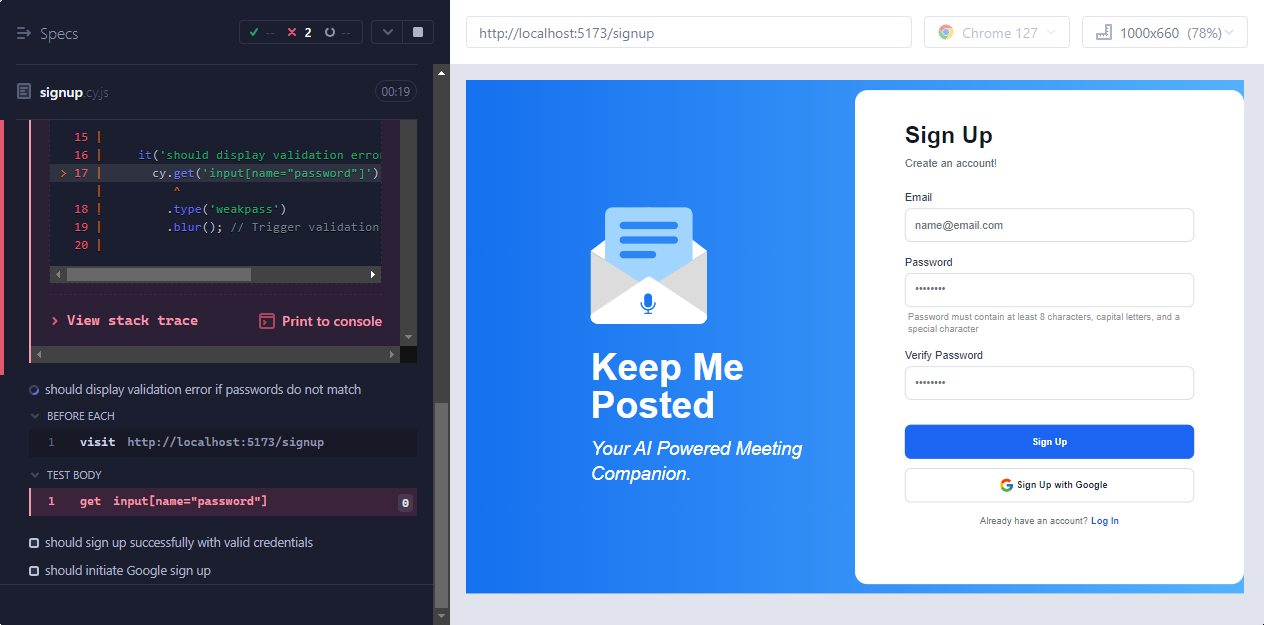 Specs
-- 2 --
signup.cy.js
00:19
15 |
16 | it('should display validation erro
> 17 | cy.get('input[name="password"]')
| ^
18 | .type('weakpass')
19 | .blur(); // Trigger validation
20 |
> View stack trace
Print to console
should display validation error if passwords do not match
BEFORE EACH
1 visit http://localhost:5173/signup
TEST BODY
1 get input[name="password"] 0
should sign up successfully with valid credentials
should initiate Google sign up
http://localhost:5173/signup
Chrome 127
1000x660 (78%)
Keep Me
Posted
Your AI Powered Meeting
Companion.
Sign Up
Create an account!
Email
name@email.com
Password
••••••••
Password must contain at least 8 characters, capital letters, and a
special character
Verify Password
••••••••
Sign Up
Sign Up with Google
Already have an account? Log In